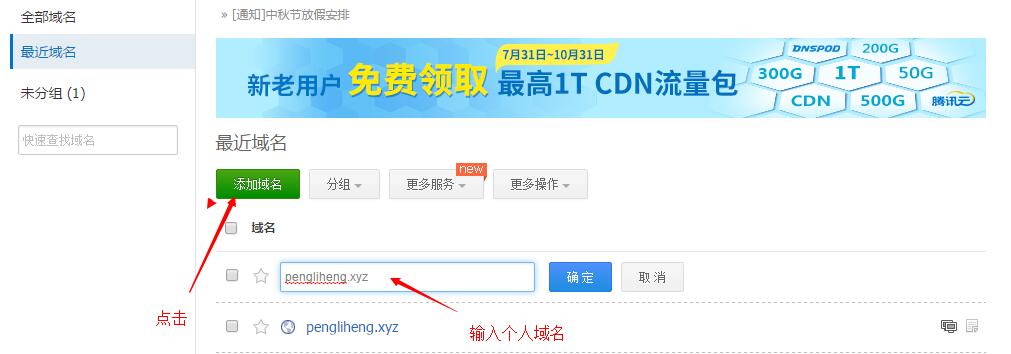 全部域名
最近域名
未分组 (1)
快速查找域名
» [通知]中秋节放假安排
7月31日~10月31日
新老用户 免费领取 最高1T CDN流量包
DNSPOD 200G
300G 1T 50G
CDN 500G 腾讯云
最近域名
new
添加域名 分组 更多服务 更多操作
域名
pengliheng.xyz 确定 取消
点击
pengliheng.xyz
输入个人域名